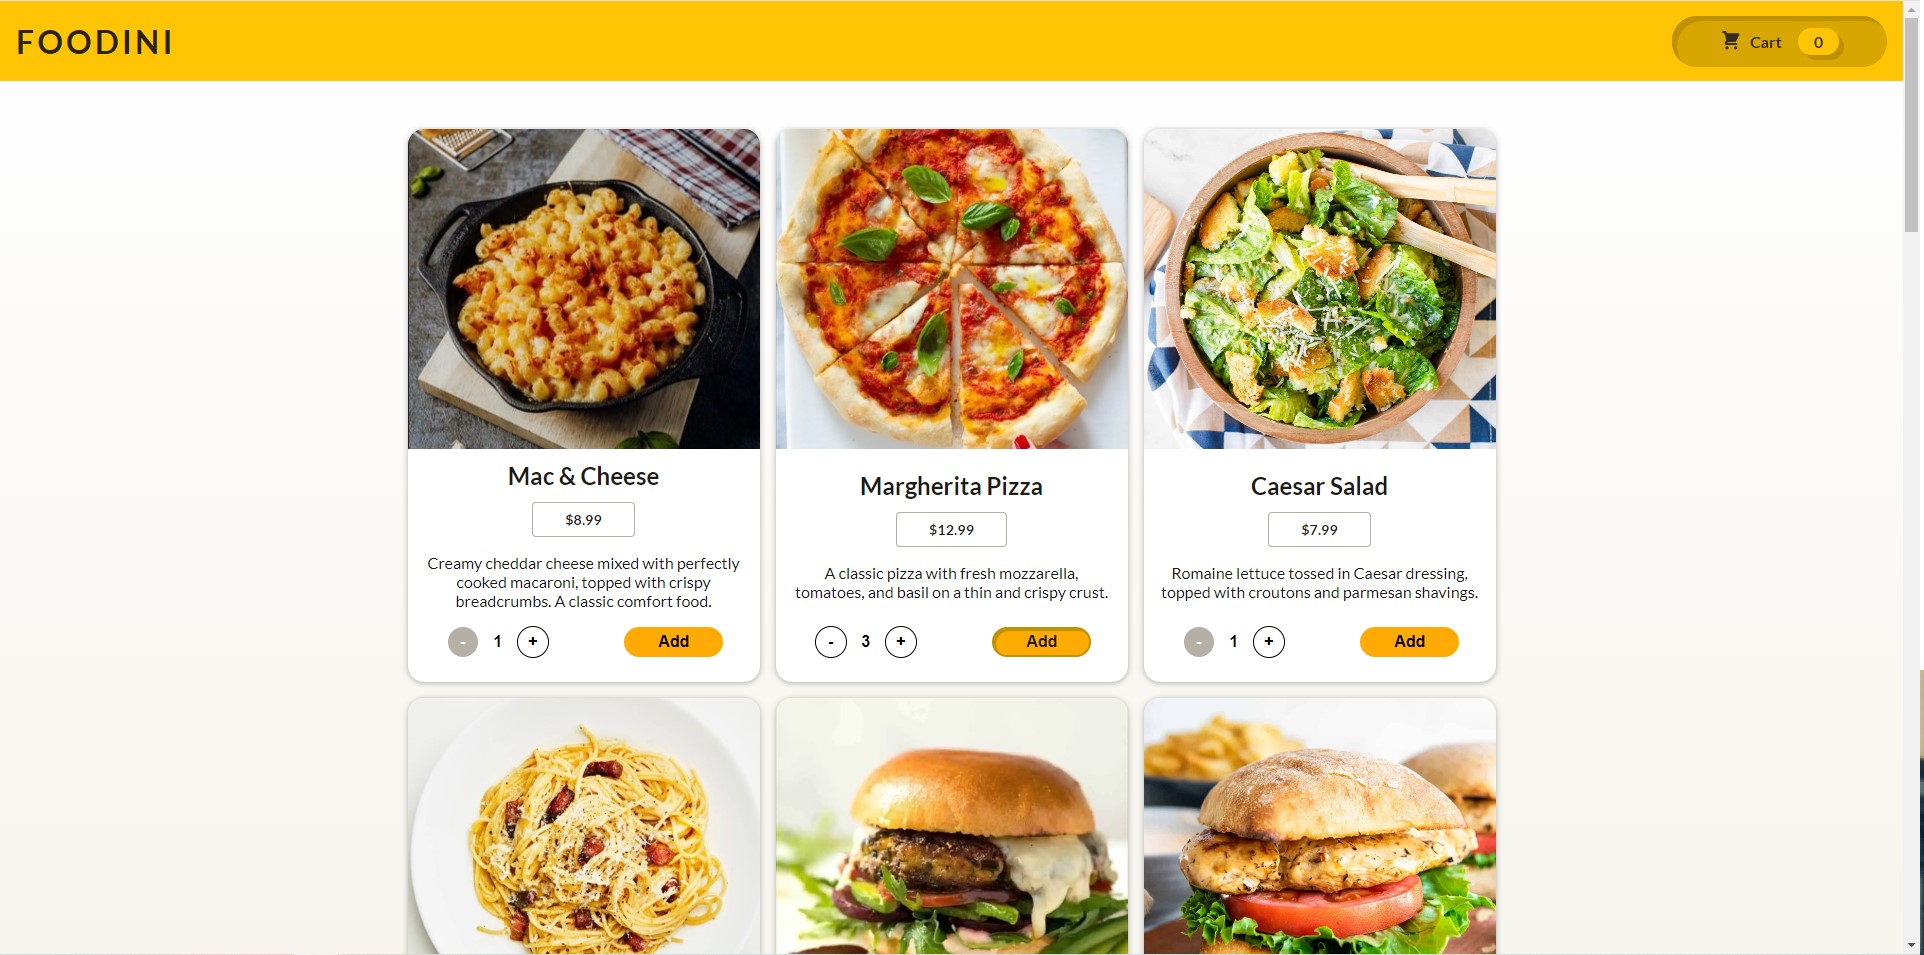 FOODINI
Cart 0
Mac & Cheese
$8.99
Creamy cheddar cheese mixed with perfectly
cooked macaroni, topped with crispy
breadcrumbs. A classic comfort food.
- 1 + Add
Margherita Pizza
$12.99
A classic pizza with fresh mozzarella,
tomatoes, and basil on a thin and crispy crust.
- 3 + Add
Caesar Salad
$7.99
Romaine lettuce tossed in Caesar dressing,
topped with croutons and parmesan shavings.
- 1 + Add